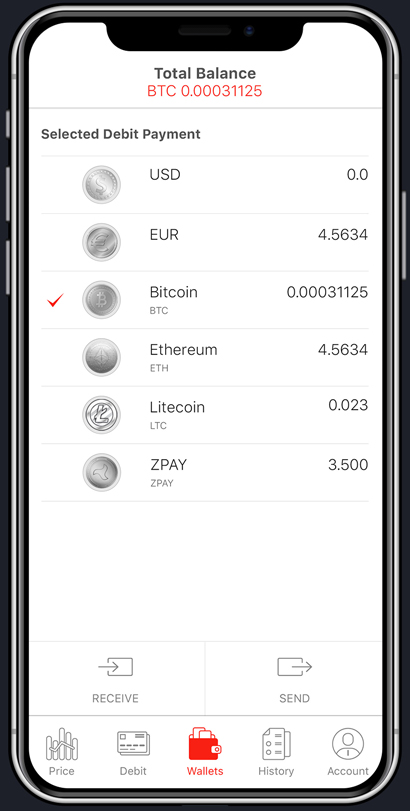 Total Balance
BTC 0.00031125
Selected Debit Payment
USD 0.0
EUR 4.5634
Bitcoin 0.00031125
BTC
Ethereum 4.5634
ETH
Litecoin 0.023
LTC
ZPAY 3.500
ZPAY
RECEIVE SEND
Price Debit Wallets History Account